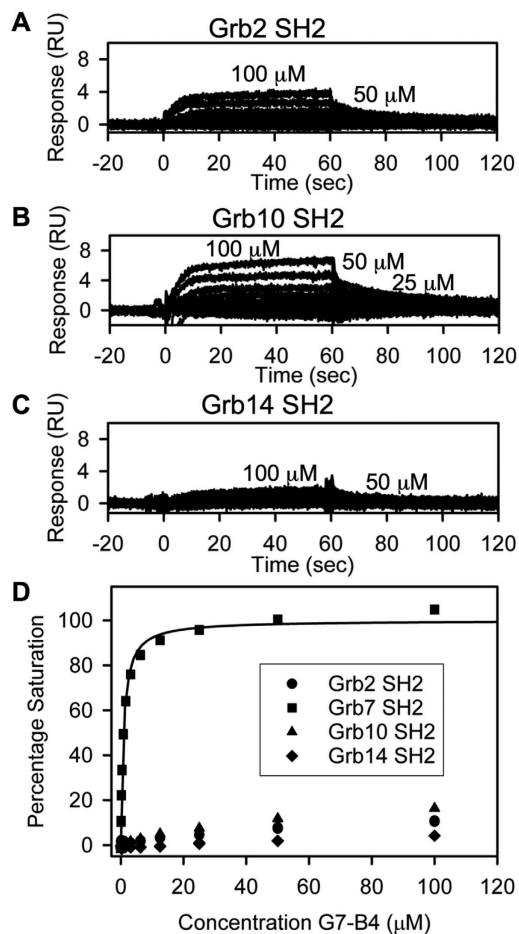 A
Grb2 SH2
Response (RU)
8
4
0
100 µM
50 µM
-20 0 20 40 60 80 100 120
Time (sec)
B
Grb10 SH2
Response (RU)
8
4
0
100 µM
50 µM
25 µM
-20 0 20 40 60 80 100 120
Time (sec)
C
Grb14 SH2
Response (RU)
8
4
0
100 µM
50 µM
-20 0 20 40 60 80 100 120
Time (sec)
D
Percentage Saturation
100
80
60
40
20
0
Grb2 SH2
Grb7 SH2
Grb10 SH2
Grb14 SH2
0 20 40 60 80 100 120
Concentration G7-B4 (µM)